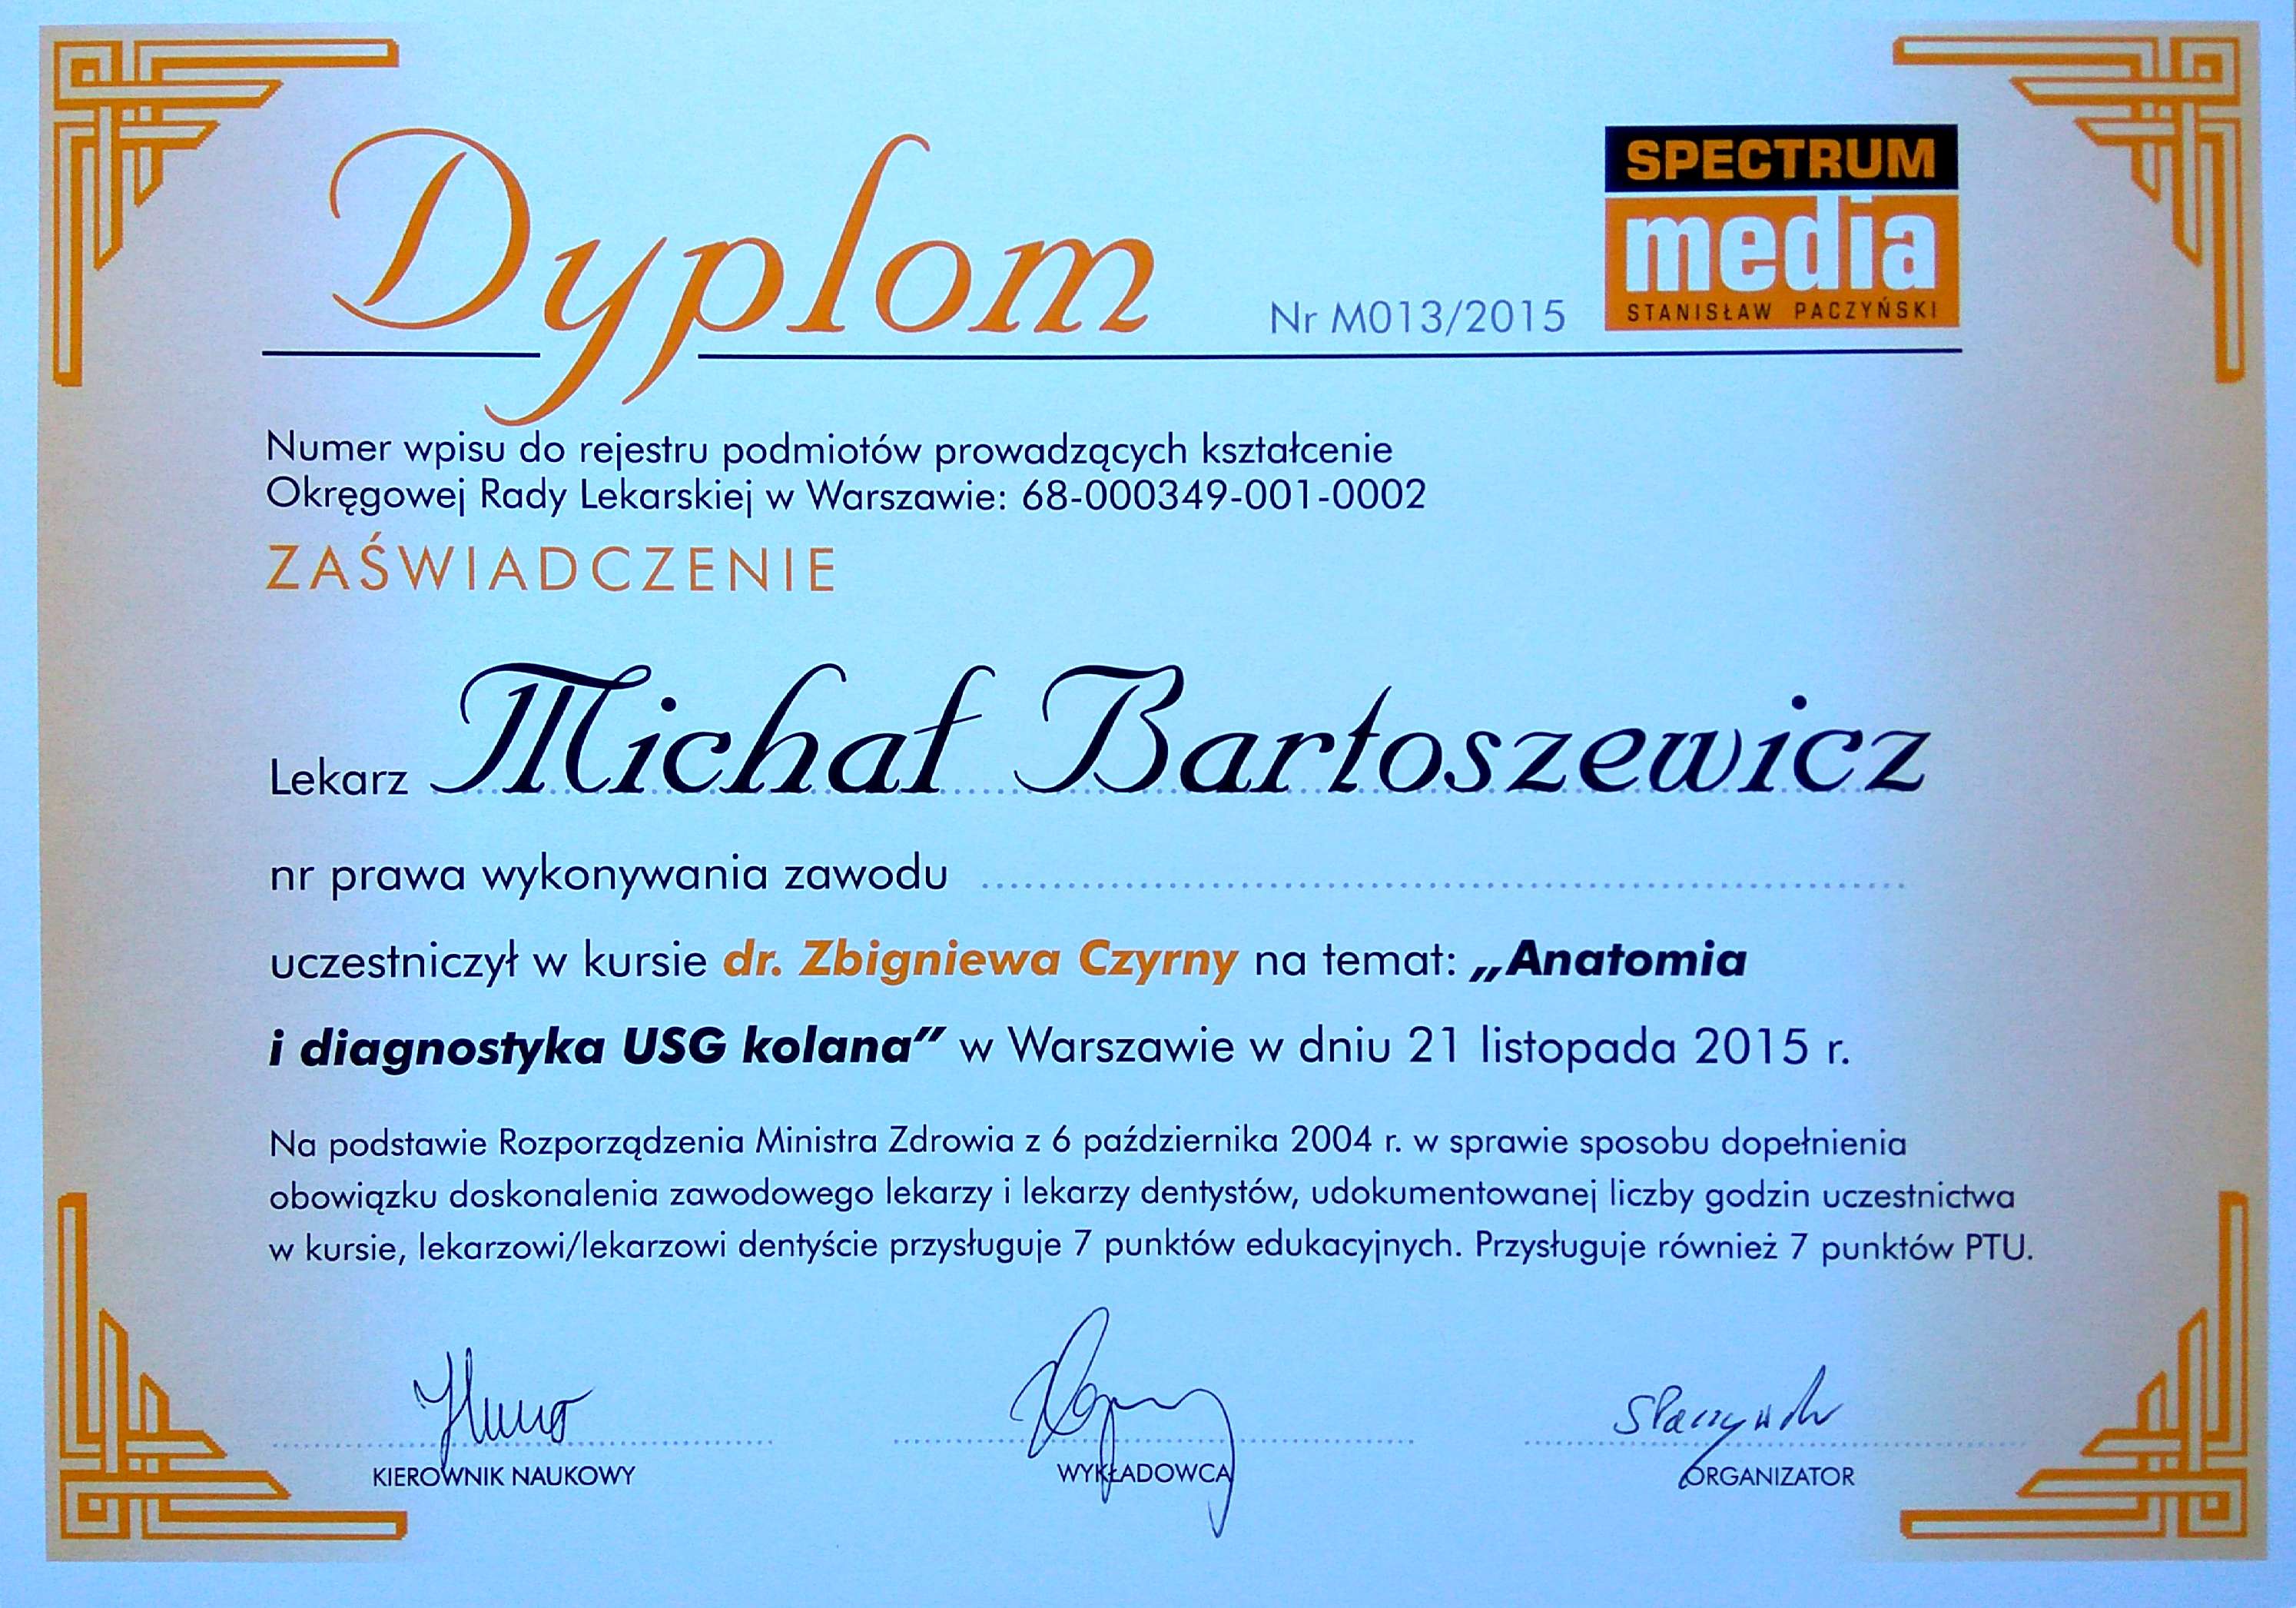 Dyplom
Nr M013/2015
SPECTRUM
media
STANISŁAW PACZYŃSKI
Numer wpisu do rejestru podmiotów prowadzących kształcenie
Okręgowej Rady Lekarskiej w Warszawie: 68-000349-001-0002
ZAŚWIADCZENIE
Lekarz Michał Bartoszewicz
nr prawa wykonywania zawodu
uczestniczył w kursie dr. Zbigniewa Czyrny na temat: „Anatomia
i diagnostyka USG kolana” w Warszawie w dniu 21 listopada 2015 r.
Na podstawie Rozporządzenia Ministra Zdrowia z 6 października 2004 r. w sprawie sposobu dopełnienia
obowiązku doskonalenia zawodowego lekarzy i lekarzy dentystów, udokumentowanej liczby godzin uczestnictwa
w kursie, lekarzowi/lekarzowi dentyście przysługuje 7 punktów edukacyjnych. Przysługuje również 7 punktów PTU.
KIEROWNIK NAUKOWY
WYKŁADOWCA
ORGANIZATOR